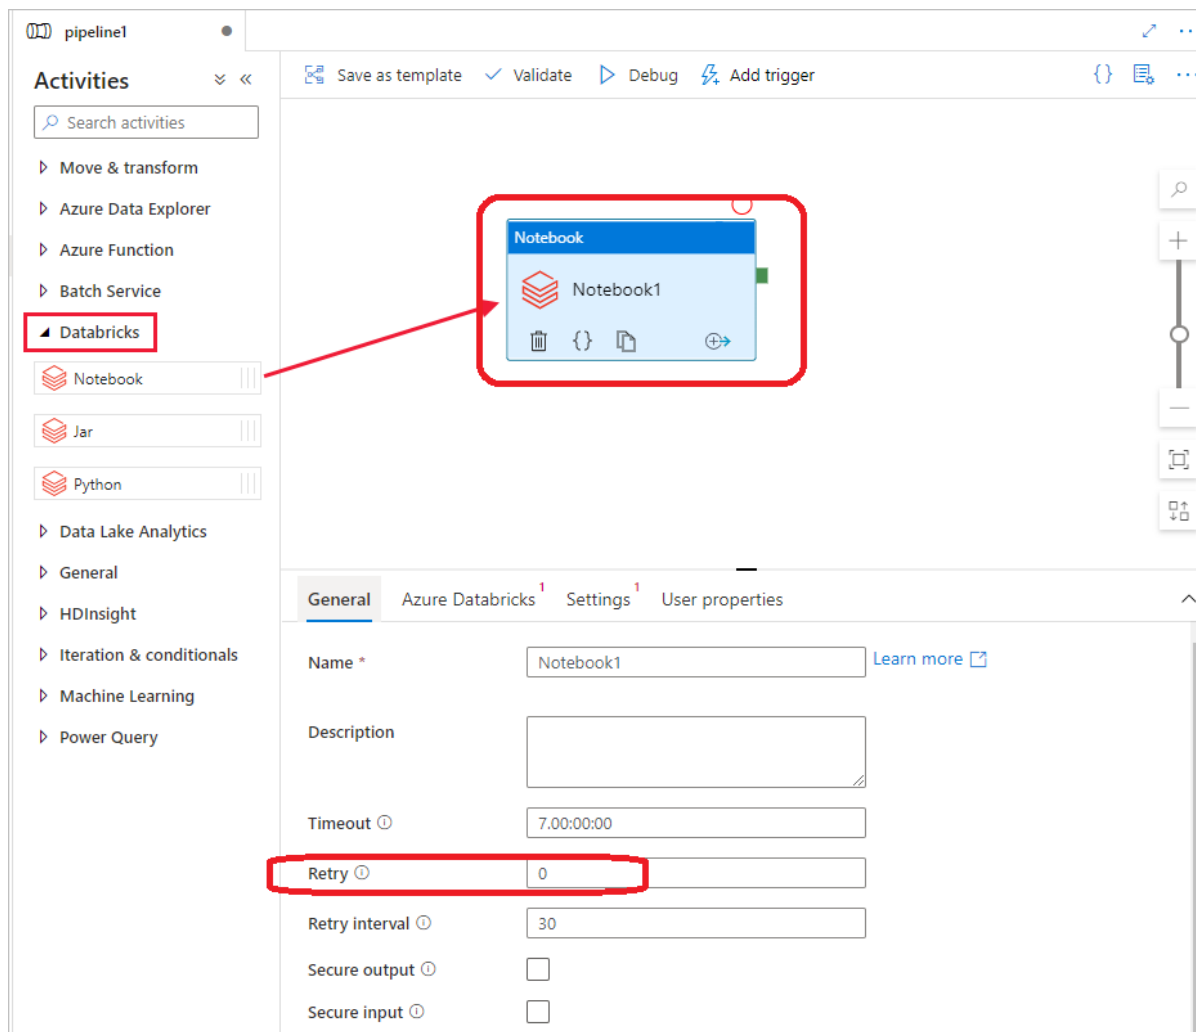 pipeline1
Activities
Save as template
Validate
Debug
Add trigger
{}
Search activities
Move & transform
Azure Data Explorer
Azure Function
Batch Service
Databricks
Notebook
Jar
Python
Data Lake Analytics
General
HDInsight
Iteration & conditionals
Machine Learning
Power Query
Notebook
Notebook1
{}
General
Azure Databricks 1
Settings 1
User properties
Name *
Notebook1
Learn more
Description
Timeout
7.00:00:00
Retry
0
Retry interval
30
Secure output
Secure input